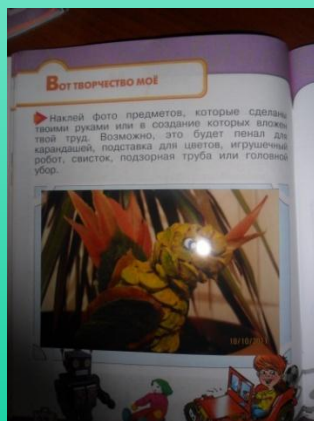 Вот творчество моё
Наклей фото предметов, которые сделаны
твоими руками или в создание которых вложен
твой труд. Возможно, это будет пенал для
карандашей, подставка для цветов, игрушечный
робот, свисток, подзорная труба или головной
убор.